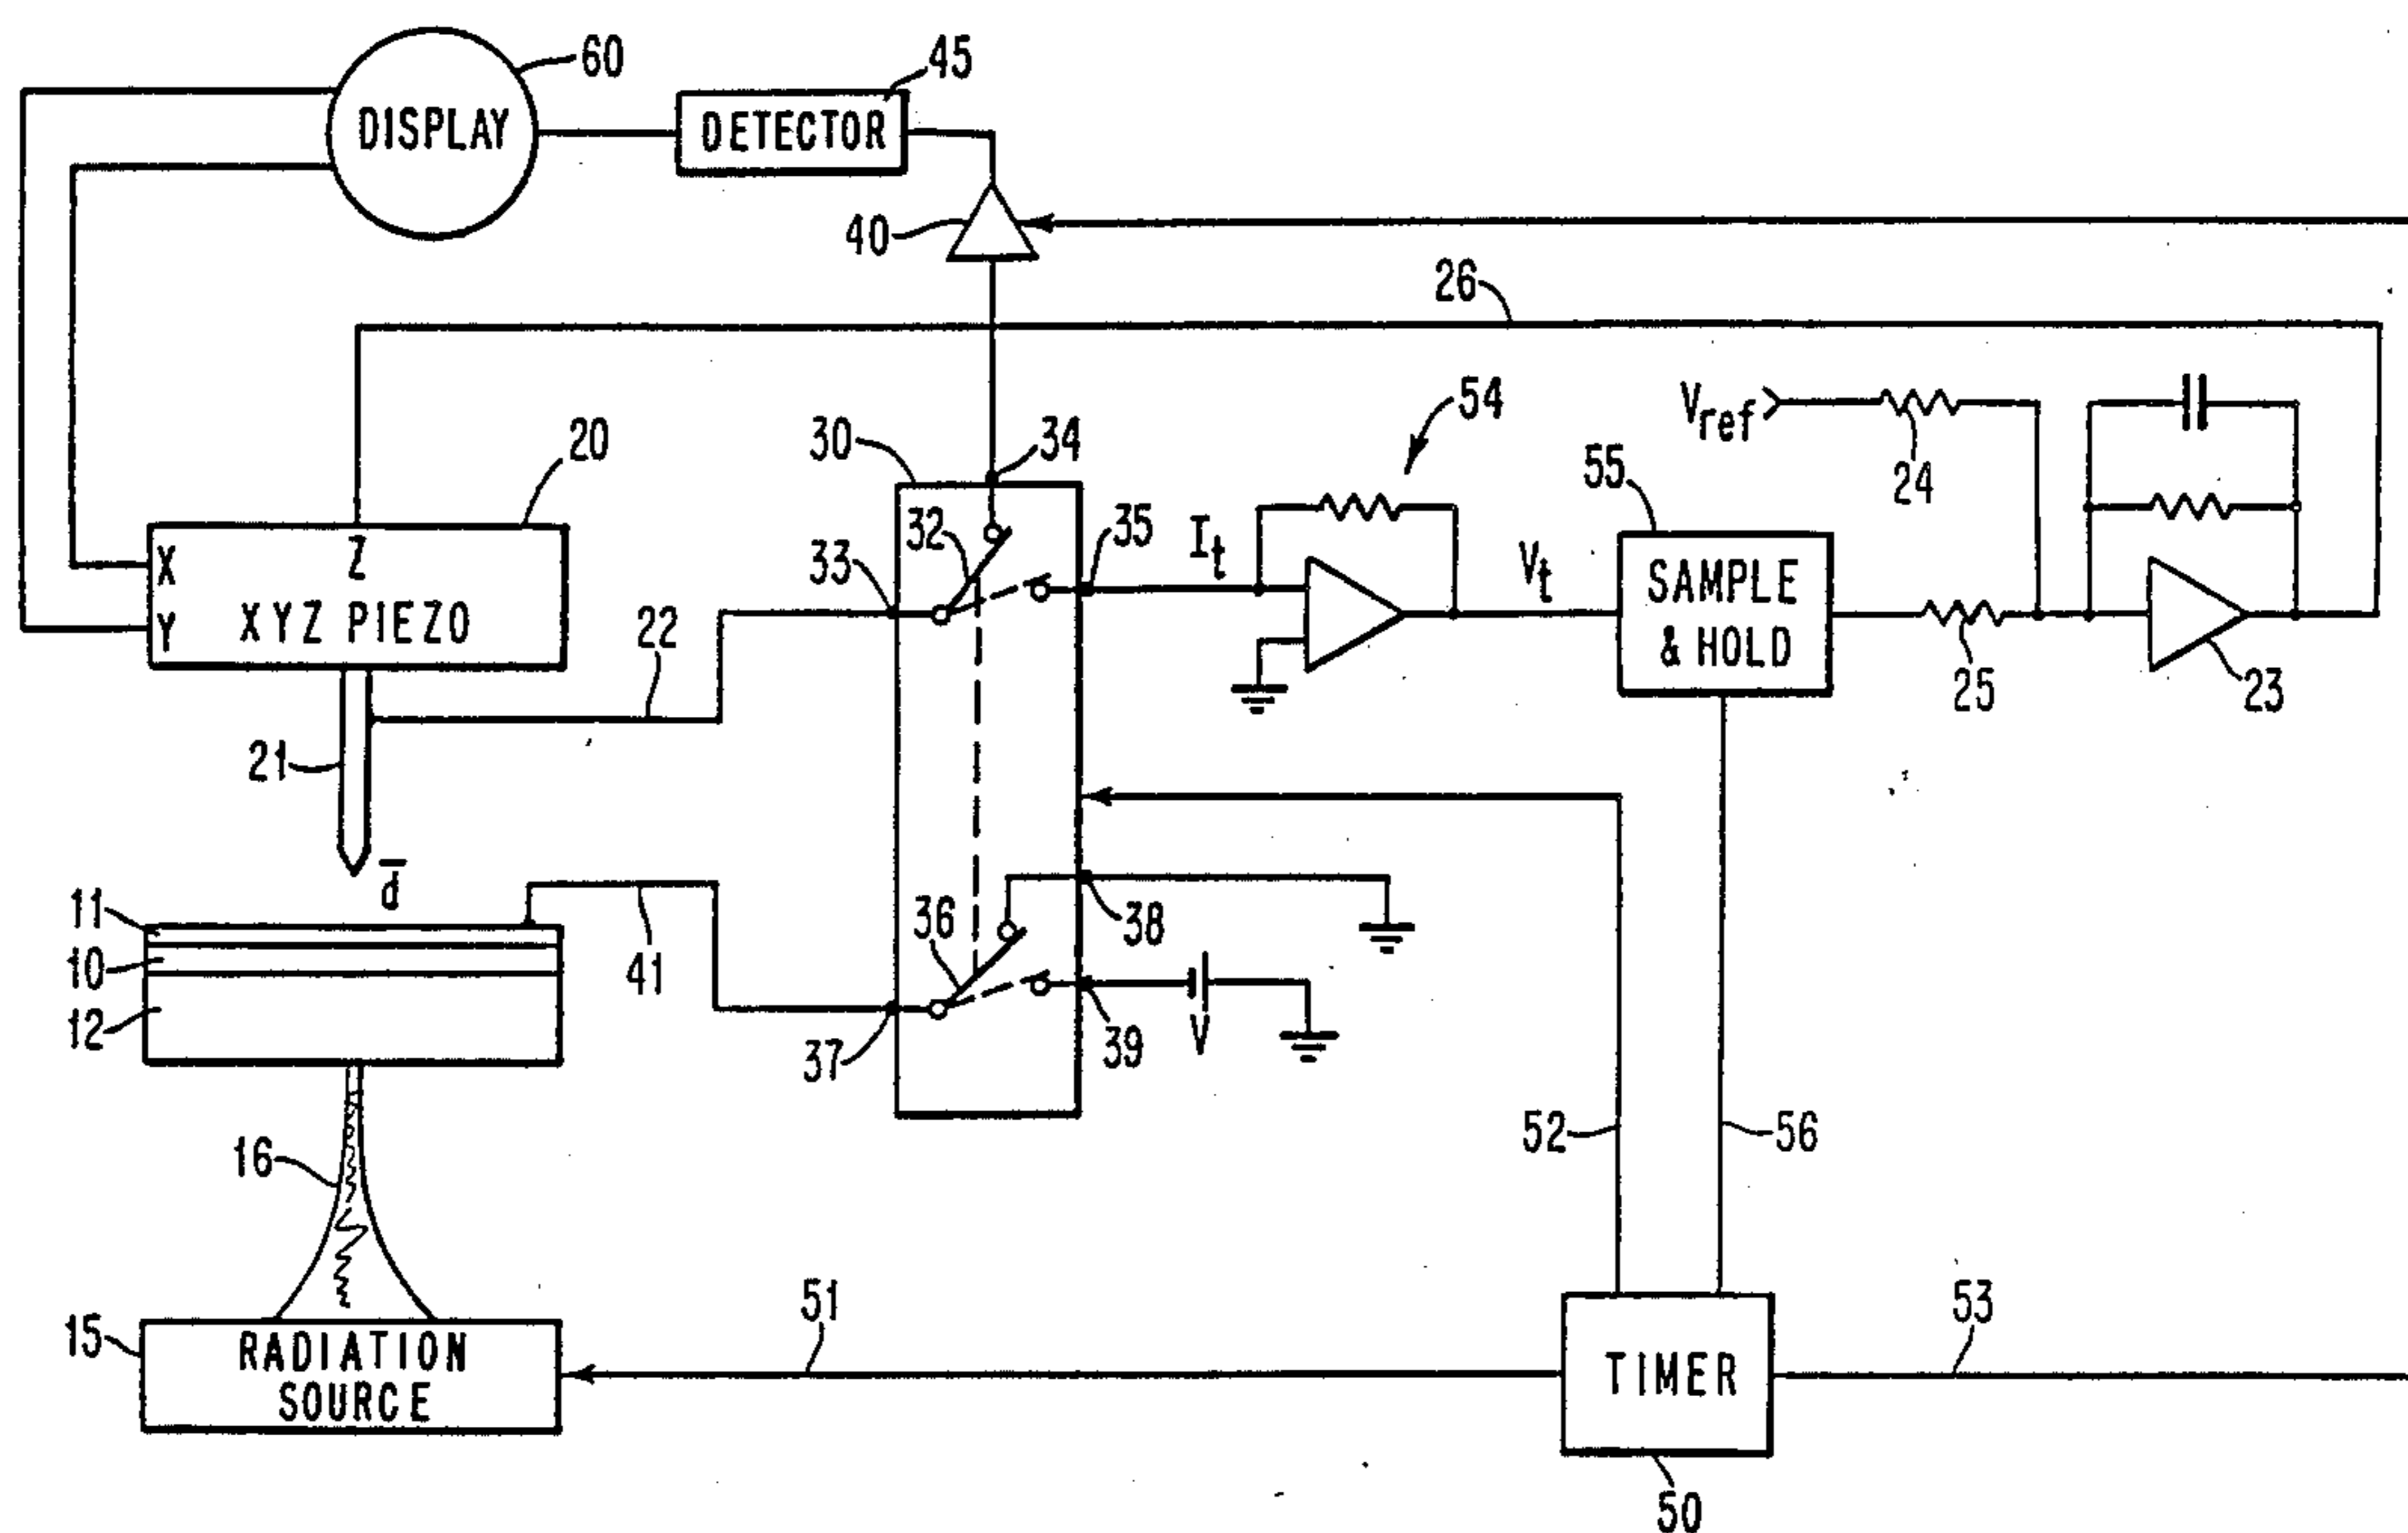 60
45
DISPLAY
DETECTOR
40
26
54
Vref
24
20
30
34
55
32
35
It
Vt
33
X
Z
Y
XYZ PIEZO
SAMPLE
& HOLD
22
25
23
21
d̄
11
10
12
36
38
41
37
39
V
52
56
16
51
53
15
RADIATION
SOURCE
TIMER
50